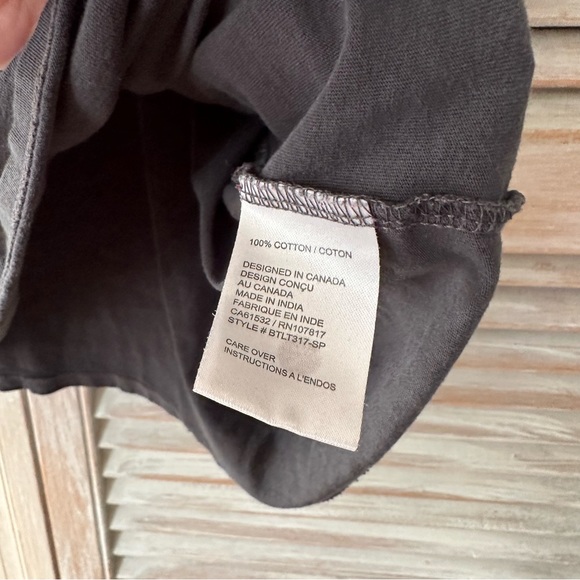 100% COTTON / COTON
DESIGNED IN CANADA
DESIGN CONÇU
AU CANADA
MADE IN INDIA
FABRIQUE EN INDE
CA61532 / RN107817
STYLE # BTLT317-SP
CARE OVER
INSTRUCTIONS A L'ENDOS